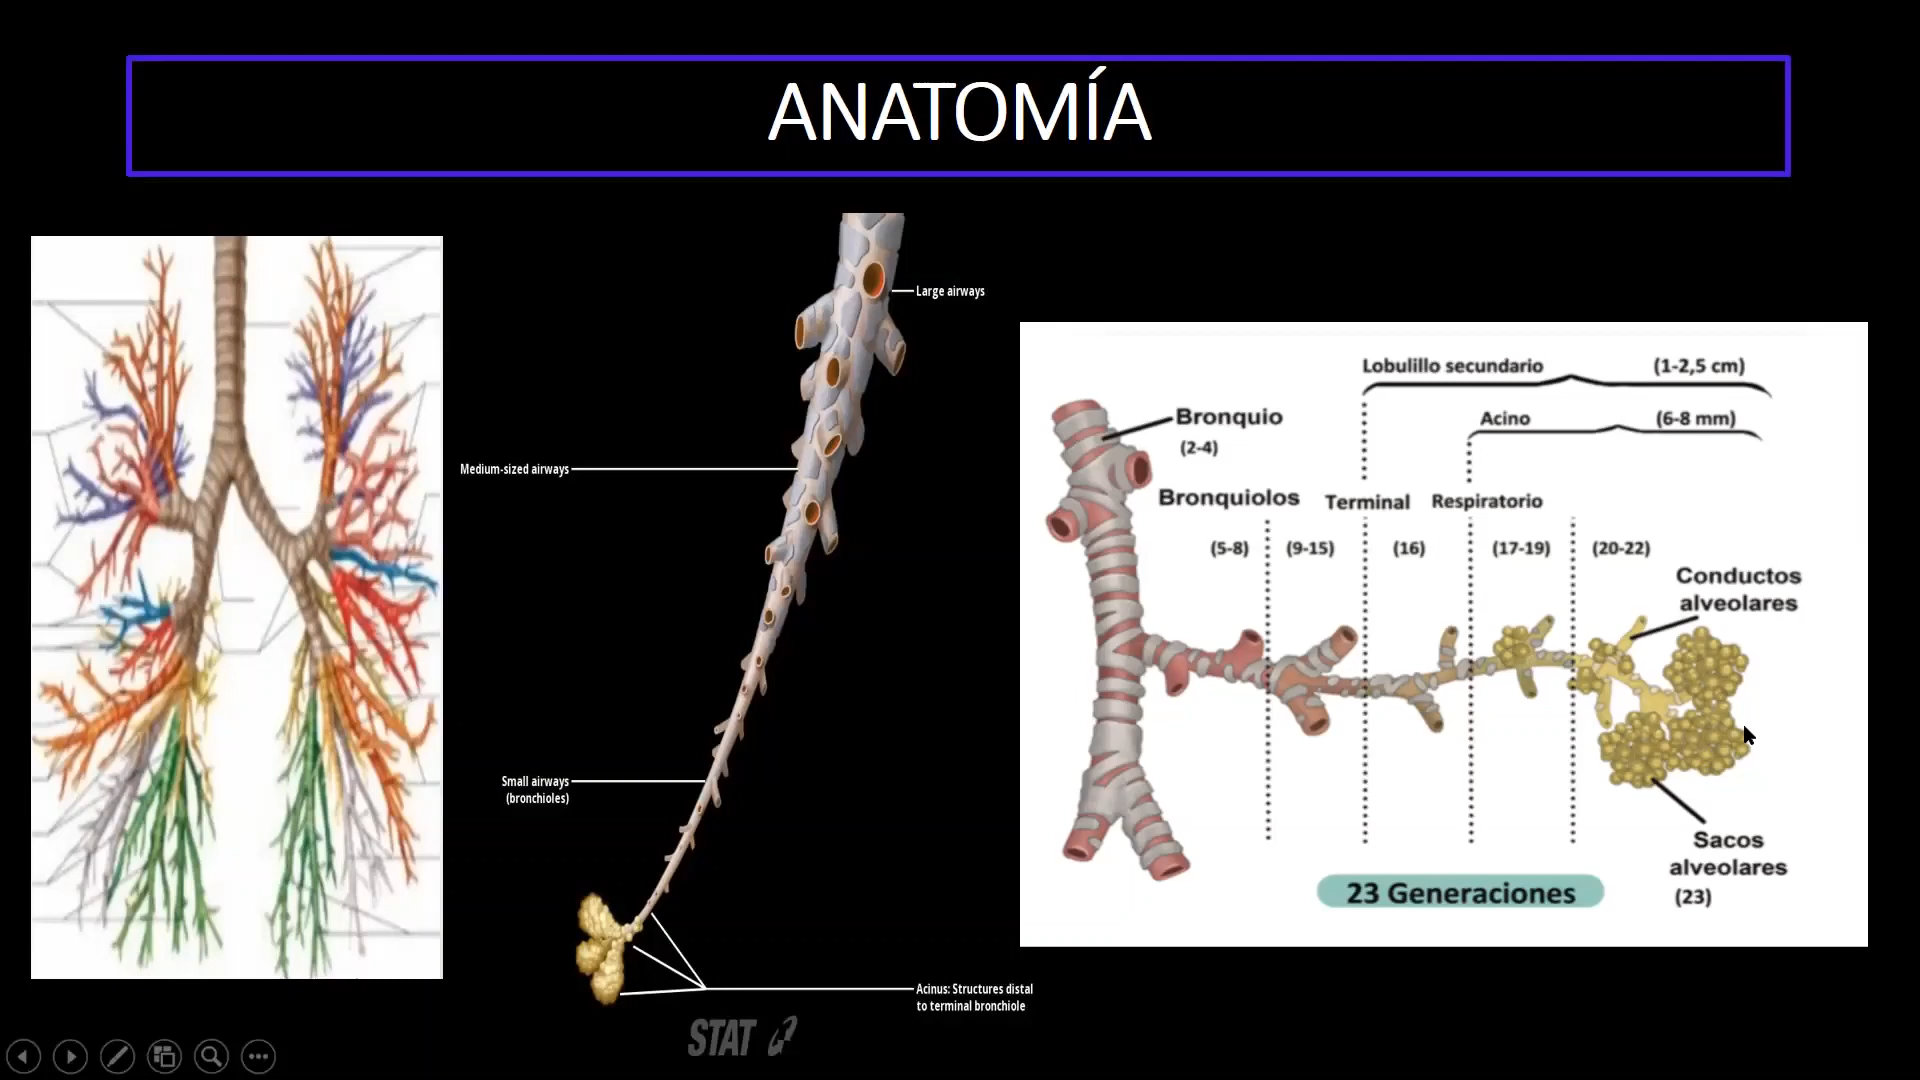 ANATOMÍA
Large airways
Medium-sized airways
Small airways
(bronchioles)
Acinus: Structures distal
to terminal bronchiole
STAT
Lobulillo secundario (1-2,5 cm)
Acino (6-8 mm)
Bronquio
(2-4)
Bronquiolos Terminal Respiratorio
(5-8) (9-15) (16) (17-19) (20-22)
Conductos
alveolares
Sacos
alveolares
(23)
23 Generaciones